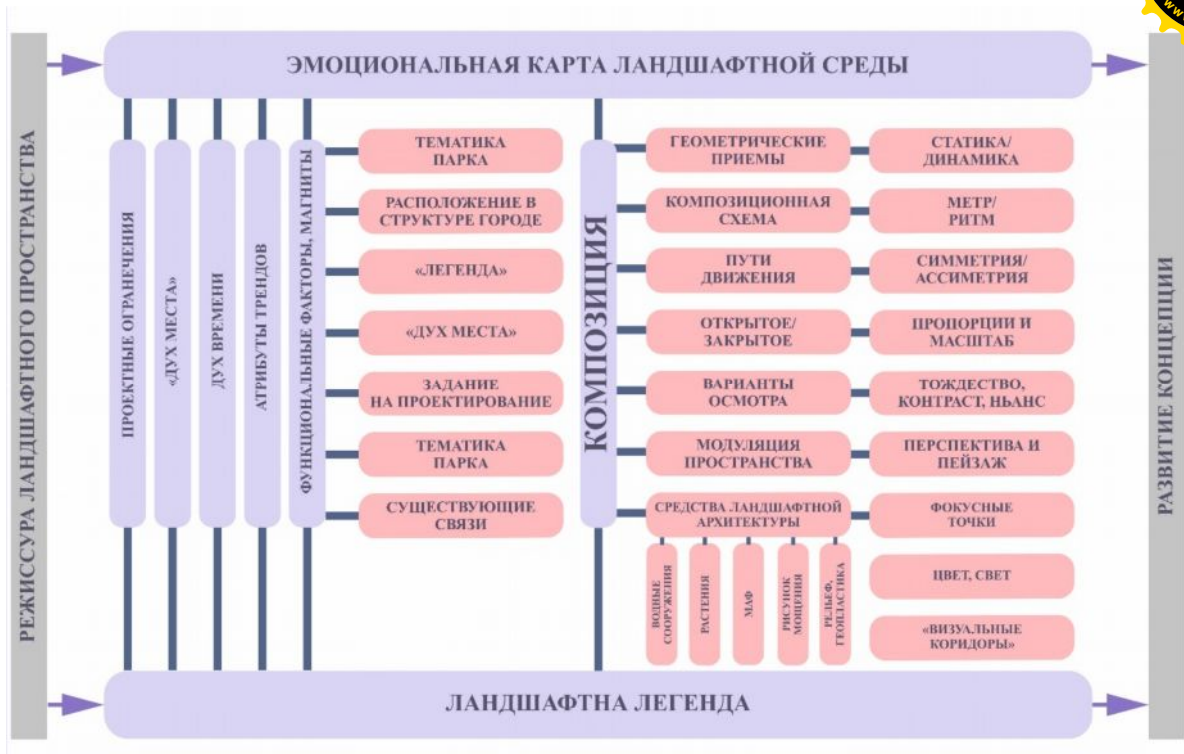 ЭМОЦИОНАЛЬНАЯ КАРТА ЛАНДШАФТНОЙ СРЕДЫ
РЕЖИССУРА ЛАНДШАФТНОГО ПРОСТРАНСТВА
ПРОЕКТНЫЕ ОГРАНЕЧЕНИЯ
«ДУХ МЕСТА»
ДУХ ВРЕМЕНИ
АТРИБУТЫ ТРЕНДОВ
ФУНКЦИОНАЛЬНЫЕ ФАКТОРЫ, МАГНИТЫ
ТЕМАТИКА
ПАРКА
РАСПОЛОЖЕНИЕ В
СТРУКТУРЕ ГОРОДЕ
«ЛЕГЕНДА»
«ДУХ МЕСТА»
ЗАДАНИЕ
НА ПРОЕКТИРОВАНИЕ
ТЕМАТИКА
ПАРКА
СУЩЕСТВУЮЩИЕ
СВЯЗИ
КОМПОЗИЦИЯ
ГЕОМЕТРИЧЕСКИЕ
ПРИЕМЫ
КОМПОЗИЦИОННАЯ
СХЕМА
ПУТИ
ДВИЖЕНИЯ
ОТКРЫТОЕ/
ЗАКРЫТОЕ
ВАРИАНТЫ
ОСМОТРА
МОДУЛЯЦИЯ
ПРОСТРАНСТВА
СРЕДСТВА ЛАНДШАФТНОЙ
АРХИТЕКТУРЫ
ВОДНЫЕ
СООРУЖЕНИЯ
РАСТЕНИЯ
МАФ
РИСУНОК
МОЩЕНИЯ
РЕЛЬЕФ,
ГЕОПЛАСТИКА
СТАТИКА/
ДИНАМИКА
МЕТР/
РИТМ
СИММЕТРИЯ/
АССИМЕТРИЯ
ПРОПОРЦИИ И
МАСШТАБ
ТОЖДЕСТВО,
КОНТРАСТ, НЬАНС
ПЕРСПЕКТИВА И
ПЕЙЗАЖ
ФОКУСНЫЕ
ТОЧКИ
ЦВЕТ, СВЕТ
«ВИЗУАЛЬНЫЕ
КОРИДОРЫ»
РАЗВИТИЕ КОНЦЕПЦИИ
ЛАНДШАФТНА ЛЕГЕНДА